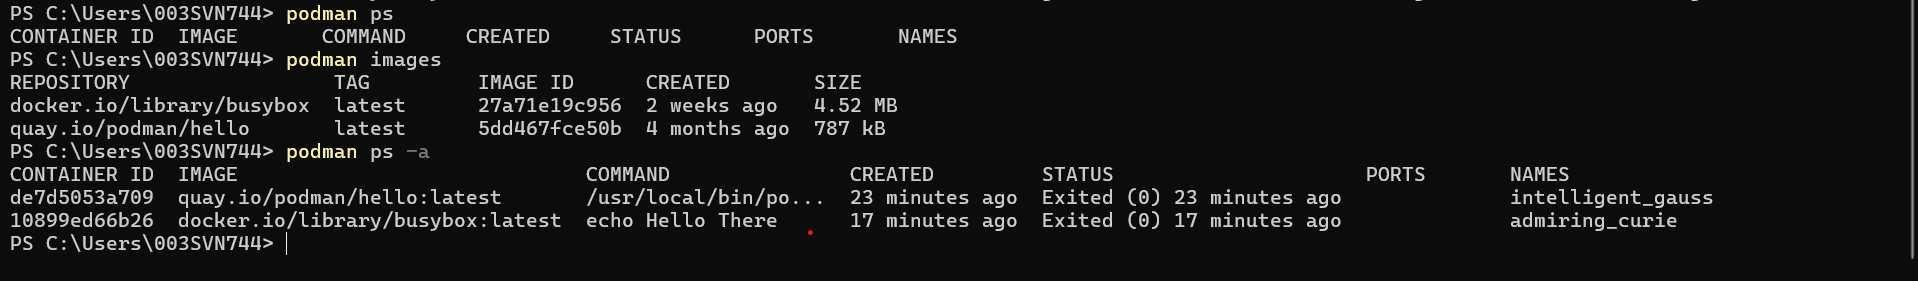 PS C:\Users\003SVN744> podman ps
CONTAINER ID  IMAGE       COMMAND     CREATED     STATUS      PORTS       NAMES
PS C:\Users\003SVN744> podman images
REPOSITORY                 TAG         IMAGE ID      CREATED       SIZE
docker.io/library/busybox  latest      27a71e19c956  2 weeks ago   4.52 MB
quay.io/podman/hello       latest      5dd467fce50b  4 months ago  787 kB
PS C:\Users\003SVN744> podman ps -a
CONTAINER ID  IMAGE                             COMMAND               CREATED         STATUS                     PORTS       NAMES
de7d5053a709  quay.io/podman/hello:latest       /usr/local/bin/po...  23 minutes ago  Exited (0) 23 minutes ago              intelligent_gauss
10899ed66b26  docker.io/library/busybox:latest  echo Hello There      17 minutes ago  Exited (0) 17 minutes ago              admiring_curie
PS C:\Users\003SVN744>